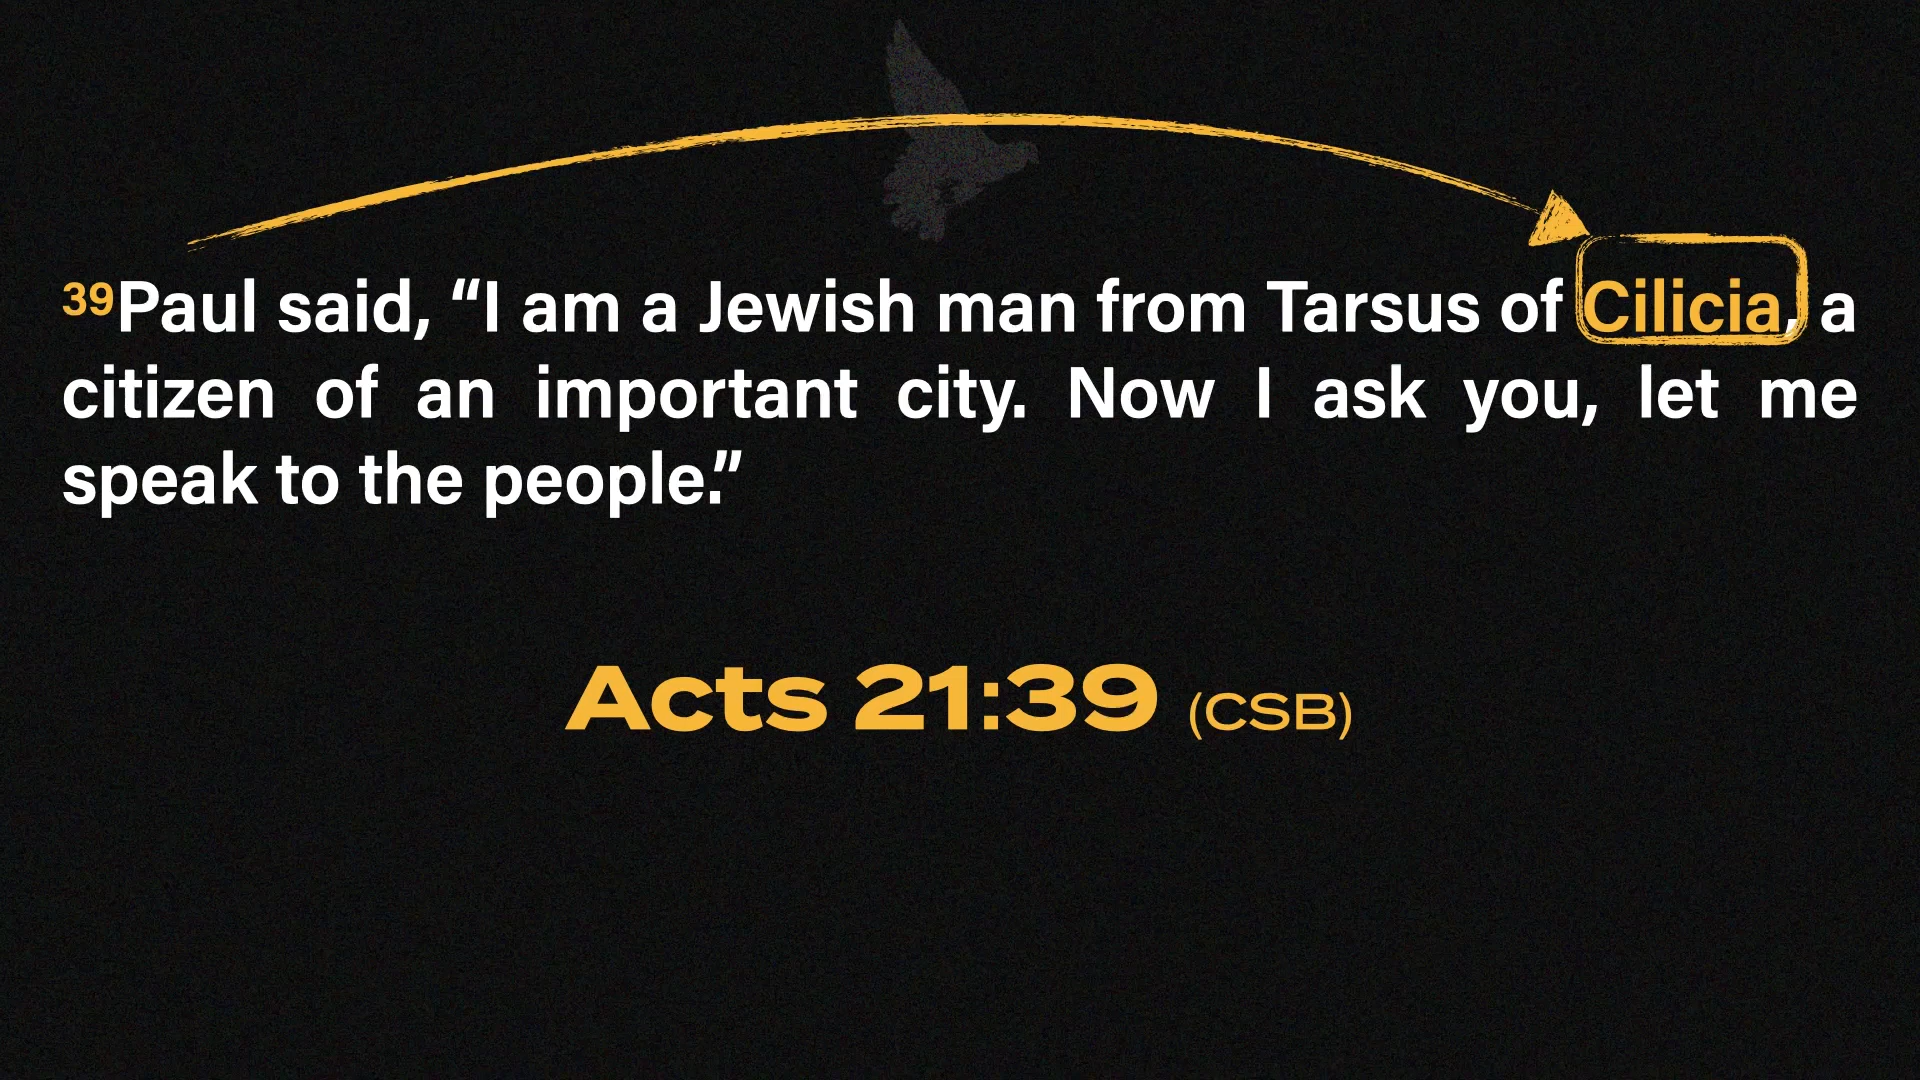 39Paul said, “I am a Jewish man from Tarsus of Cilicia, a
citizen of an important city. Now I ask you, let me
speak to the people.”
Acts 21:39 (CSB)